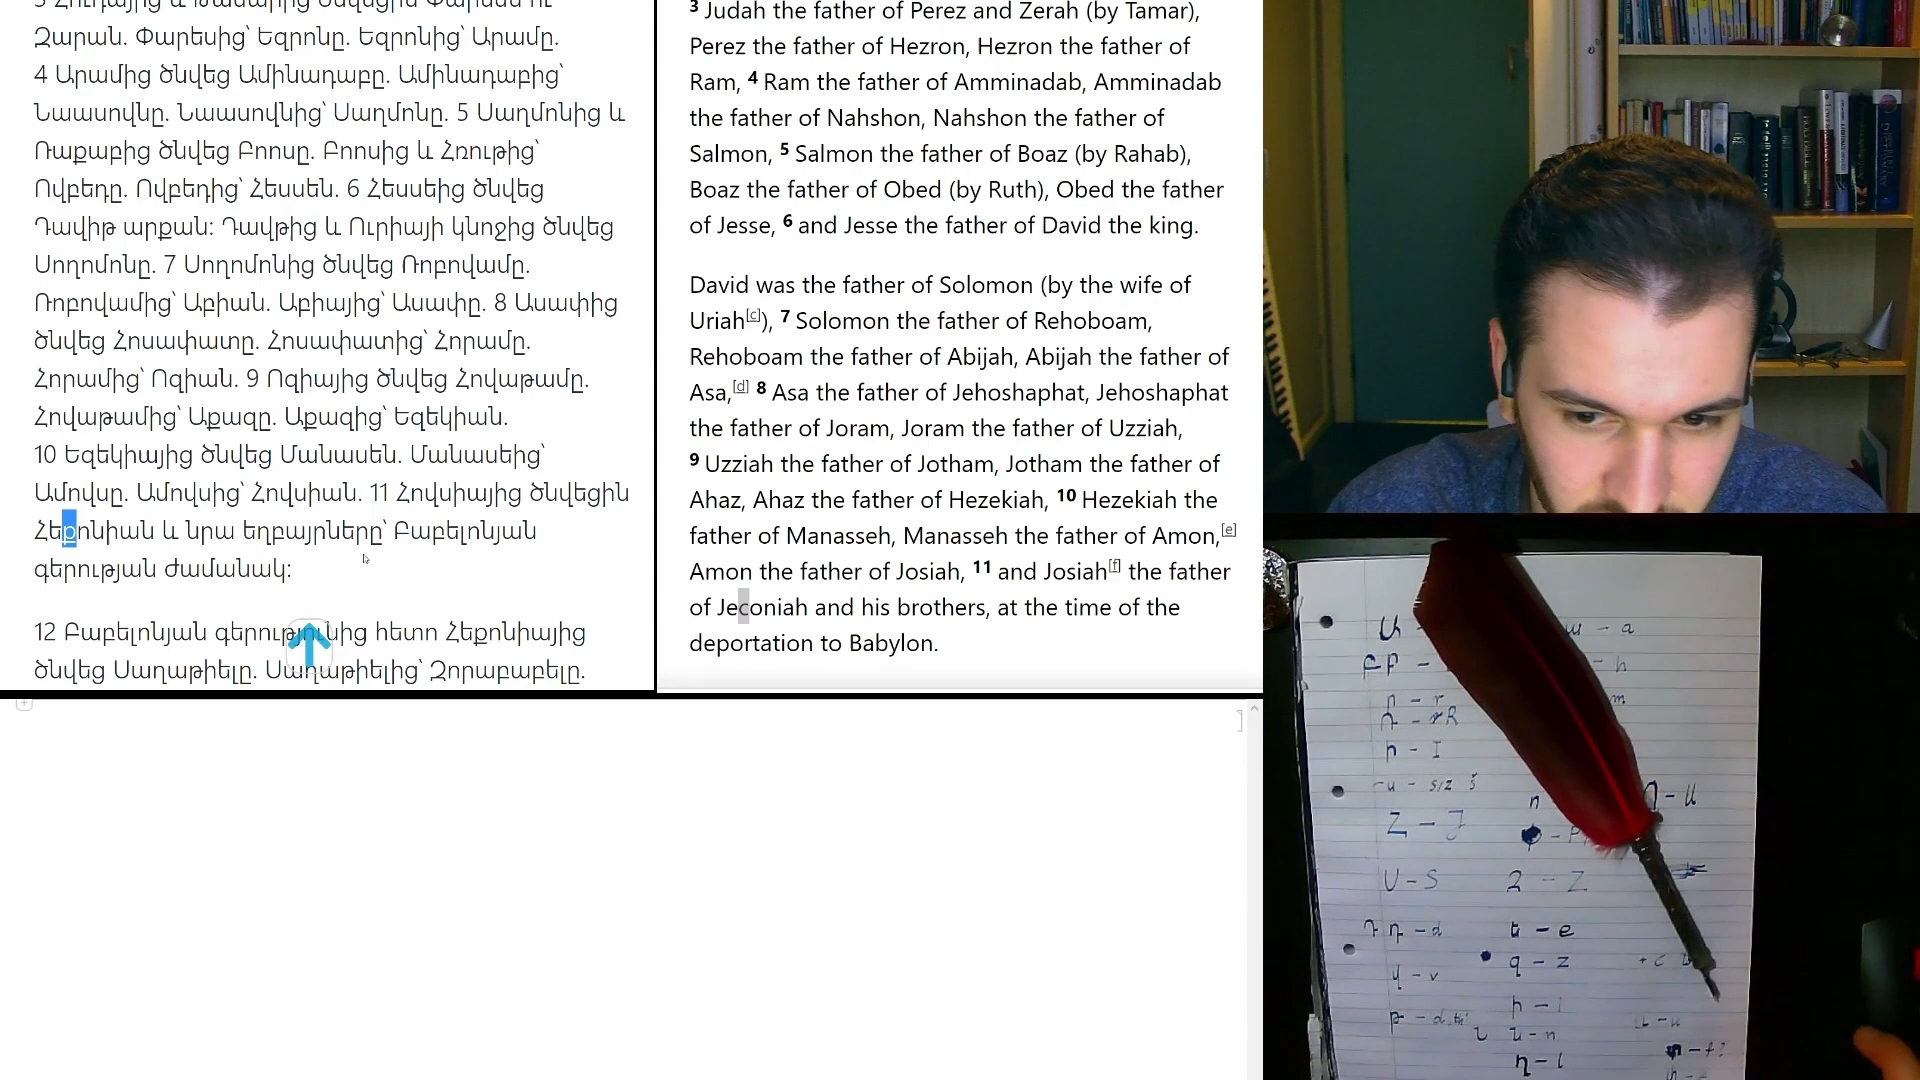 Զարան. Փարեսից՝ Եզրոնը. Եզրոնից՝ Արամը.
4 Արամից ծնվեց Ամինադաբը. Ամինադաբից՝
Նաասովնը. Նաասովնից՝ Սաղմոնը. 5 Սաղմոնից և
Ռաքաբից ծնվեց Բոոսը. Բոոսից և Հռութից՝
Ովբեդը. Ովբեդից՝ Հեսսեն. 6 Հեսսեից ծնվեց
Դավիթ արքան: Դավթից և Ուրիայի կնոջից ծնվեց
Սողոմոնը. 7 Սողոմոնից ծնվեց Ռոբովամը.
Ռոբովամից՝ Աբիան. Աբիայից՝ Ասափը. 8 Ասափից
ծնվեց Հոսափատը. Հոսափատից՝ Հորամը.
Հորամից՝ Ոզիան. 9 Ոզիայից ծնվեց Հովաթամը.
Հովաթամից՝ Աքազը. Աքազից՝ Եզեկիան.
10 Եզեկիայից ծնվեց Մանասեն. Մանասեից՝
Ամովսը. Ամովսից՝ Հովսիան. 11 Հովսիայից ծնվեցին
Հեքոնիան և նրա եղբայրները՝ Բաբելոնյան
գերության ժամանակ:
12 Բաբելոնյան գերությունից հետո Հեքոնիայից
ծնվեց Սաղաթիելը. Սաղաթիելից՝ Զորաբաբելը.
3 Judah the father of Perez and Zerah (by Tamar),
Perez the father of Hezron, Hezron the father of
Ram, 4 Ram the father of Amminadab, Amminadab
the father of Nahshon, Nahshon the father of
Salmon, 5 Salmon the father of Boaz (by Rahab),
Boaz the father of Obed (by Ruth), Obed the father
of Jesse, 6 and Jesse the father of David the king.
David was the father of Solomon (by the wife of
Uriah[c]), 7 Solomon the father of Rehoboam,
Rehoboam the father of Abijah, Abijah the father of
Asa,[d] 8 Asa the father of Jehoshaphat, Jehoshaphat
the father of Joram, Joram the father of Uzziah,
9 Uzziah the father of Jotham, Jotham the father of
Ahaz, Ahaz the father of Hezekiah, 10 Hezekiah the
father of Manasseh, Manasseh the father of Amon,[e]
Amon the father of Josiah, 11 and Josiah[f] the father
of Jeconiah and his brothers, at the time of the
deportation to Babylon.
ա - a
- h
ր - r
m
ի - I
Հ - J
Ս - S
Զ - Z
դ - d
ե - e
զ - z
վ - v
ն - n
ղ - l